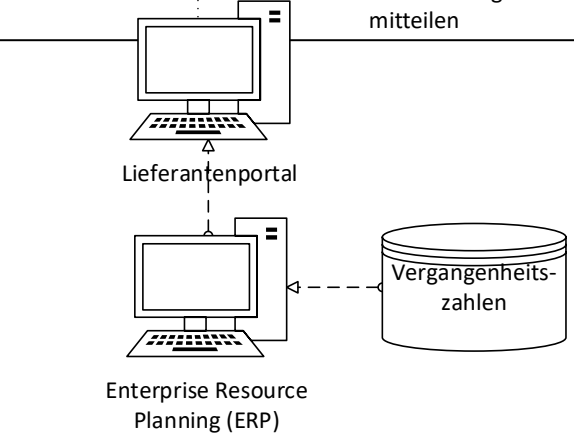 mitteilen
Lieferantenportal
Vergangenheits-
zahlen
Enterprise Resource
Planning (ERP)